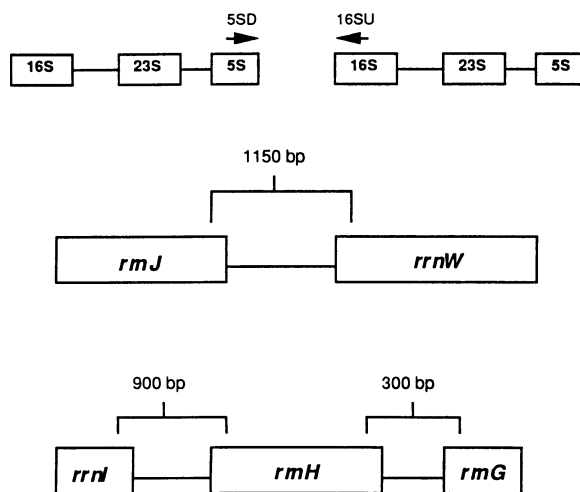 5SD 16SU
16S 23S 5S 16S 23S 5S
1150 bp
rrnJ rrnW
900 bp 300 bp
rrnI rrnH rrnG